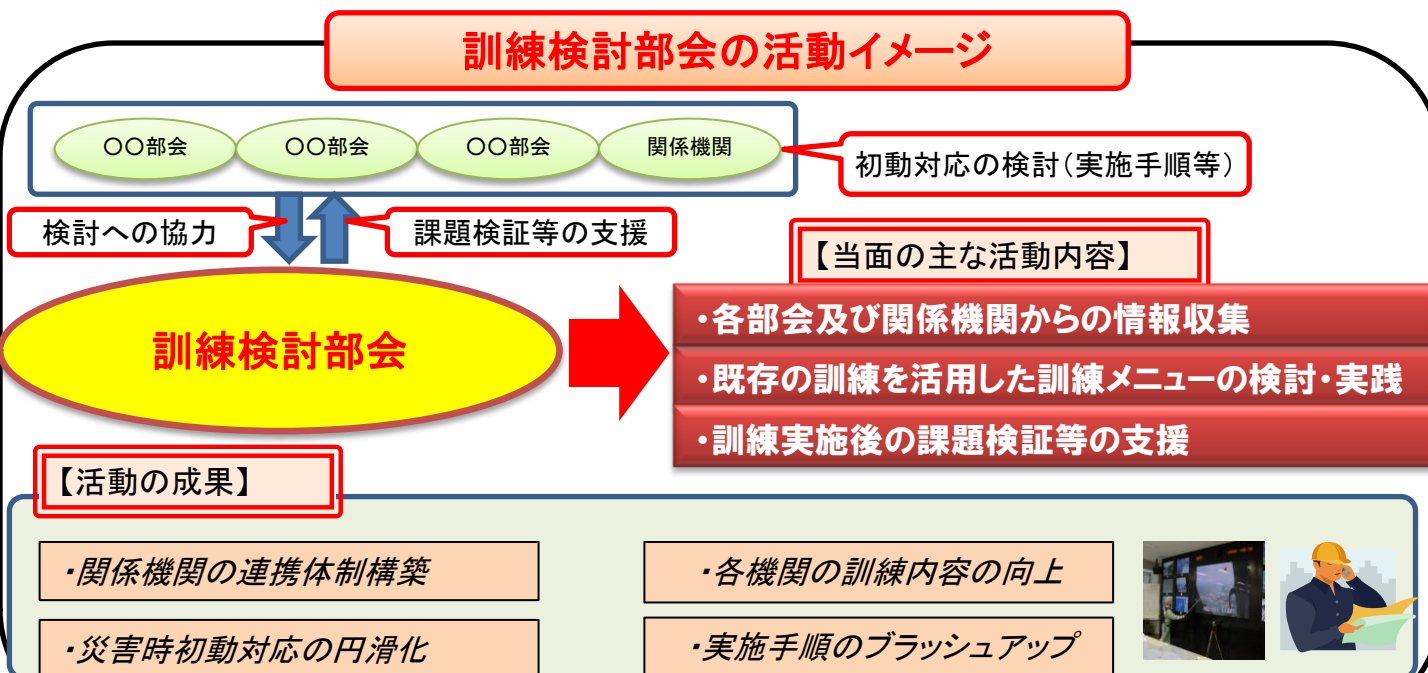 訓練検討部会の活動イメージ
〇〇部会
〇〇部会
〇〇部会
関係機関
初動対応の検討(実施手順等)
検討への協力
課題検証等の支援
訓練検討部会
【当面の主な活動内容】
・各部会及び関係機関からの情報収集
・既存の訓練を活用した訓練メニューの検討・実践
・訓練実施後の課題検証等の支援
【活動の成果】
・関係機関の連携体制構築
・各機関の訓練内容の向上
・災害時初動対応の円滑化
・実施手順のブラッシュアップ